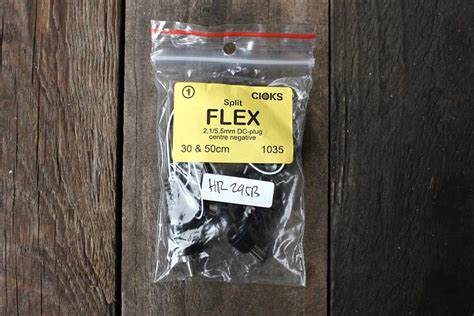 1 CIOKS
Split
FLEX
2,1/5,5mm DC-plug
centre negative
30 & 50cm 1035
HR-295B